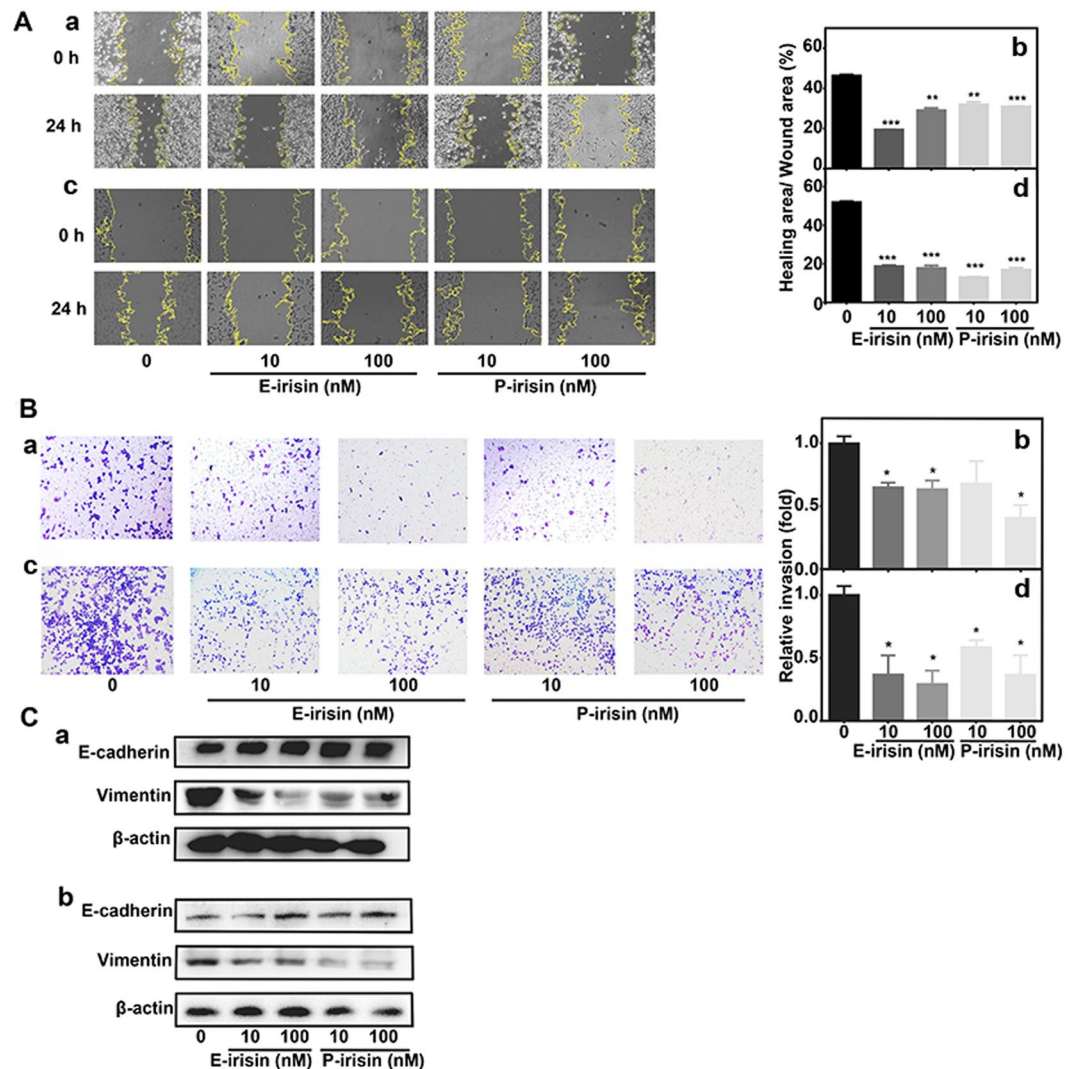 A
a
0 h
24 h
c
0 h
24 h
0 10 100 10 100
E-irisin (nM) P-irisin (nM)
Healing area/ Wound area (%)
60
40
20
0
b
*** ** ** ***
60
40
20
0
d
*** *** *** ***
0 10 100 10 100
E-irisin (nM) P-irisin (nM)
B
a
c
0 10 100 10 100
E-irisin (nM) P-irisin (nM)
Relative invasion (fold)
1.0
0.5
0.0
b
* * *
1.0
0.5
0.0
d
* * * *
0 10 100 10 100
E-irisin (nM) P-irisin (nM)
C
a
E-cadherin
Vimentin
β-actin
b
E-cadherin
Vimentin
β-actin
0 10 100 10 100
E-irisin (nM) P-irisin (nM)